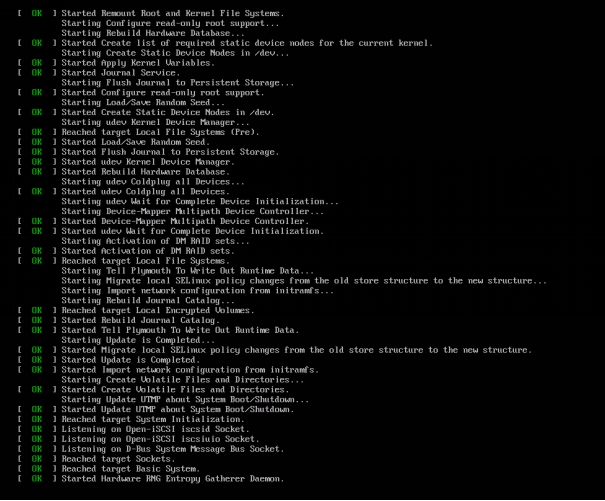 [  OK  ] Started Remount Root and Kernel File Systems.
Starting Configure read-only root support...
Starting Rebuild Hardware Database...
[  OK  ] Started Create list of required static device nodes for the current kernel.
Starting Create Static Device Nodes in /dev...
[  OK  ] Started Apply Kernel Variables.
[  OK  ] Started Journal Service.
Starting Flush Journal to Persistent Storage...
[  OK  ] Started Configure read-only root support.
Starting Load/Save Random Seed...
[  OK  ] Started Create Static Device Nodes in /dev.
Starting udev Kernel Device Manager...
[  OK  ] Reached target Local File Systems (Pre).
[  OK  ] Started Load/Save Random Seed.
[  OK  ] Started Flush Journal to Persistent Storage.
[  OK  ] Started udev Kernel Device Manager.
[  OK  ] Started Rebuild Hardware Database.
Starting udev Coldplug all Devices...
[  OK  ] Started udev Coldplug all Devices.
Starting udev Wait for Complete Device Initialization...
Starting Device-Mapper Multipath Device Controller...
[  OK  ] Started Device-Mapper Multipath Device Controller.
[  OK  ] Started udev Wait for Complete Device Initialization.
Starting Activation of DM RAID sets...
[  OK  ] Started Activation of DM RAID sets.
[  OK  ] Reached target Local File Systems.
Starting Tell Plymouth To Write Out Runtime Data...
Starting Migrate local SELinux policy changes from the old store structure to the new structure...
Starting Import network configuration from initramfs...
Starting Rebuild Journal Catalog...
[  OK  ] Reached target Local Encrypted Volumes.
[  OK  ] Started Rebuild Journal Catalog.
[  OK  ] Started Tell Plymouth To Write Out Runtime Data.
Starting Update is Completed...
[  OK  ] Started Migrate local SELinux policy changes from the old store structure to the new structure.
[  OK  ] Started Update is Completed.
[  OK  ] Started Import network configuration from initramfs.
Starting Create Volatile Files and Directories...
[  OK  ] Started Create Volatile Files and Directories.
Starting Update UTMP about System Boot/Shutdown...
[  OK  ] Started Update UTMP about System Boot/Shutdown.
[  OK  ] Reached target System Initialization.
[  OK  ] Listening on Open-iSCSI iscsid Socket.
[  OK  ] Listening on Open-iSCSI iscsiuio Socket.
[  OK  ] Listening on D-Bus System Message Bus Socket.
[  OK  ] Reached target Sockets.
[  OK  ] Reached target Basic System.
[  OK  ] Started Hardware RNG Entropy Gatherer Daemon.